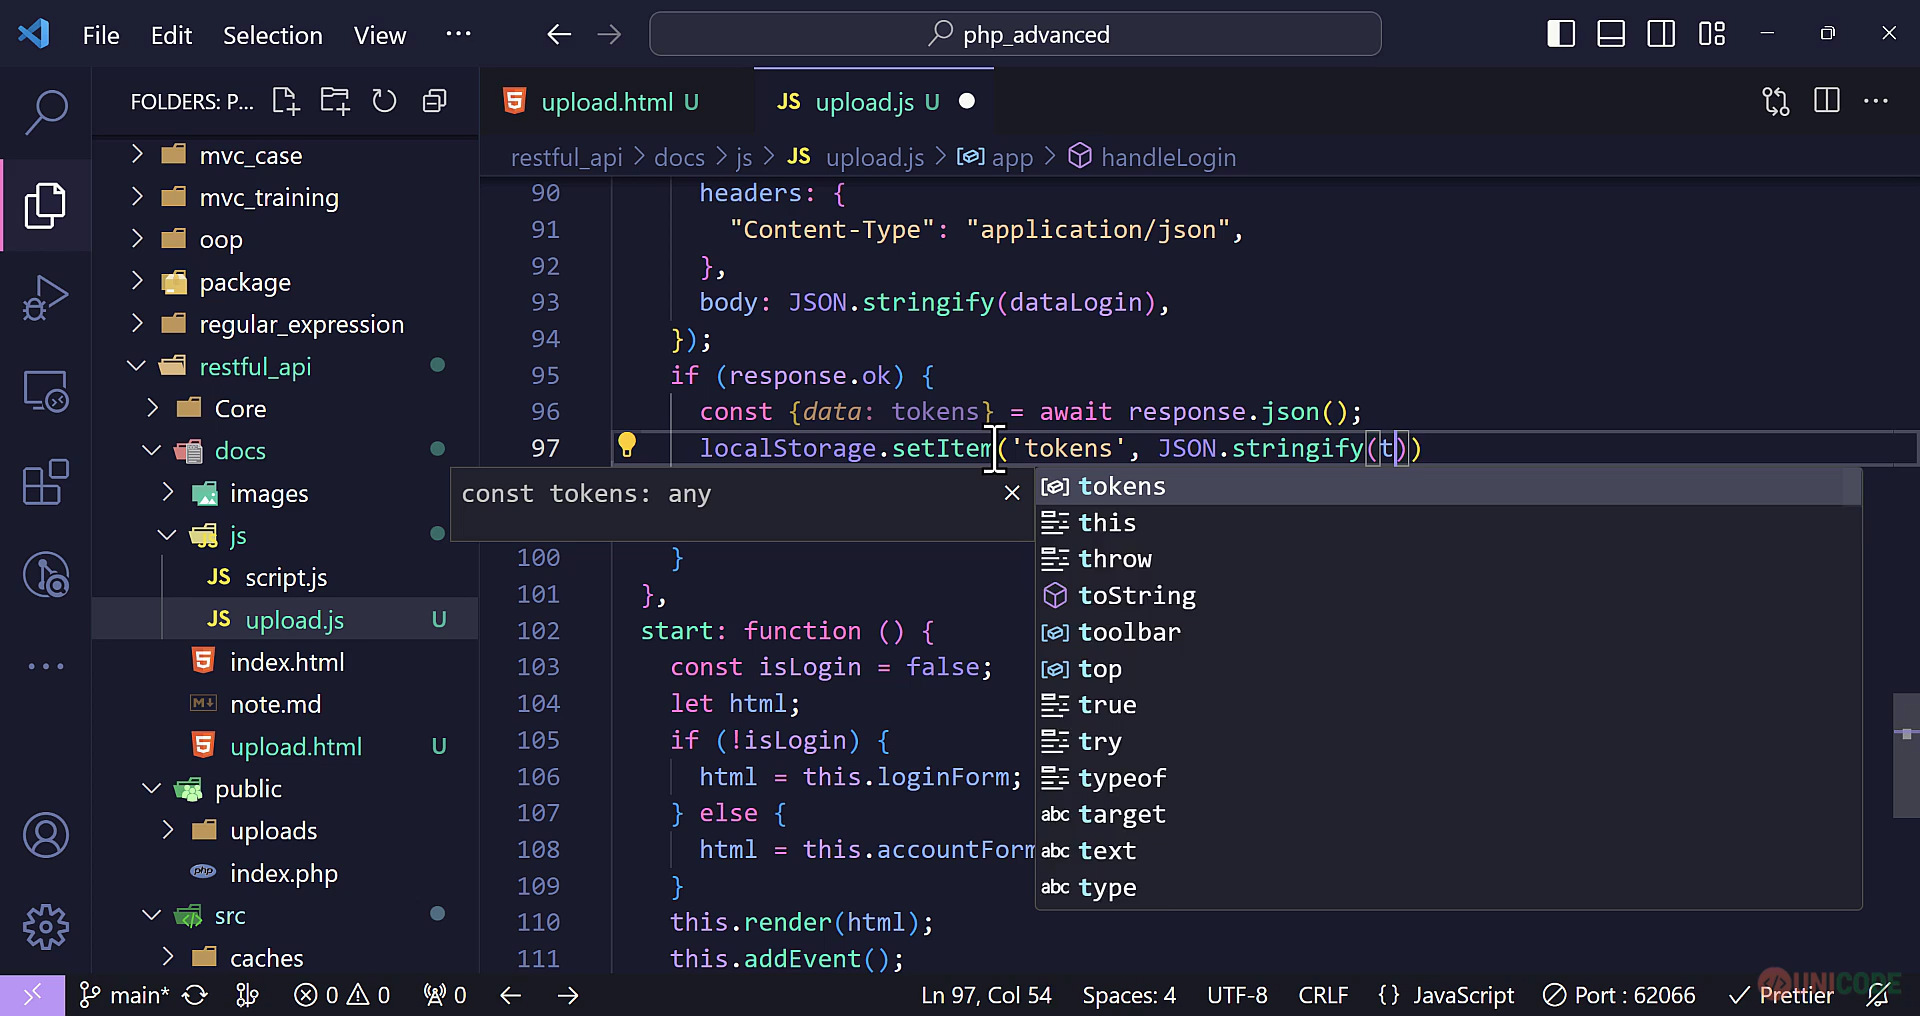 File Edit Selection View ...
php_advanced
FOLDERS: P...
mvc_case
mvc_training
oop
package
regular_expression
restful_api
Core
docs
images
js
JS script.js
JS upload.js U
index.html
note.md
upload.html U
public
uploads
php index.php
src
caches
upload.html U
JS upload.js U
restful_api > docs > js > JS upload.js > app > handleLogin
90 headers: {
91 "Content-Type": "application/json",
92 },
93 body: JSON.stringify(dataLogin),
94 });
95 if (response.ok) {
96 const {data: tokens} = await response.json();
97 localStorage.setItem('tokens', JSON.stringify(t))
const tokens: any
tokens
this
throw
toString
toolbar
top
true
try
typeof
abc target
abc text
abc type
100 }
101 },
102 start: function () {
103 const isLogin = false;
104 let html;
105 if (!isLogin) {
106 html = this.loginForm;
107 } else {
108 html = this.accountForm
109 }
110 this.render(html);
111 this.addEvent();
main* 0 0 0
Ln 97, Col 54 Spaces: 4 UTF-8 CRLF {} JavaScript Port : 62066 Prettier
UNICODE